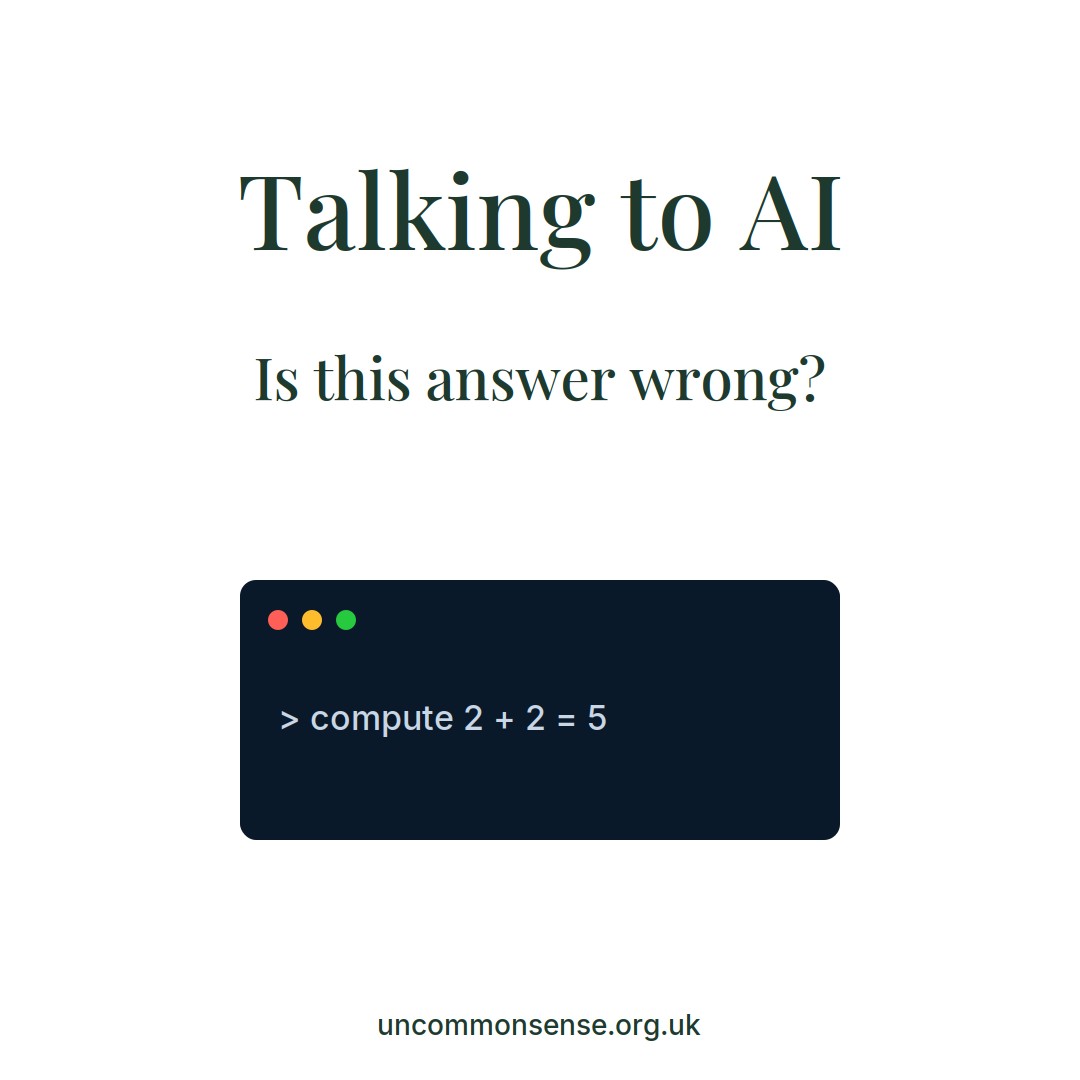 Talking to AI
Is this answer wrong?
> compute 2 + 2 = 5
uncommonsense.org.uk